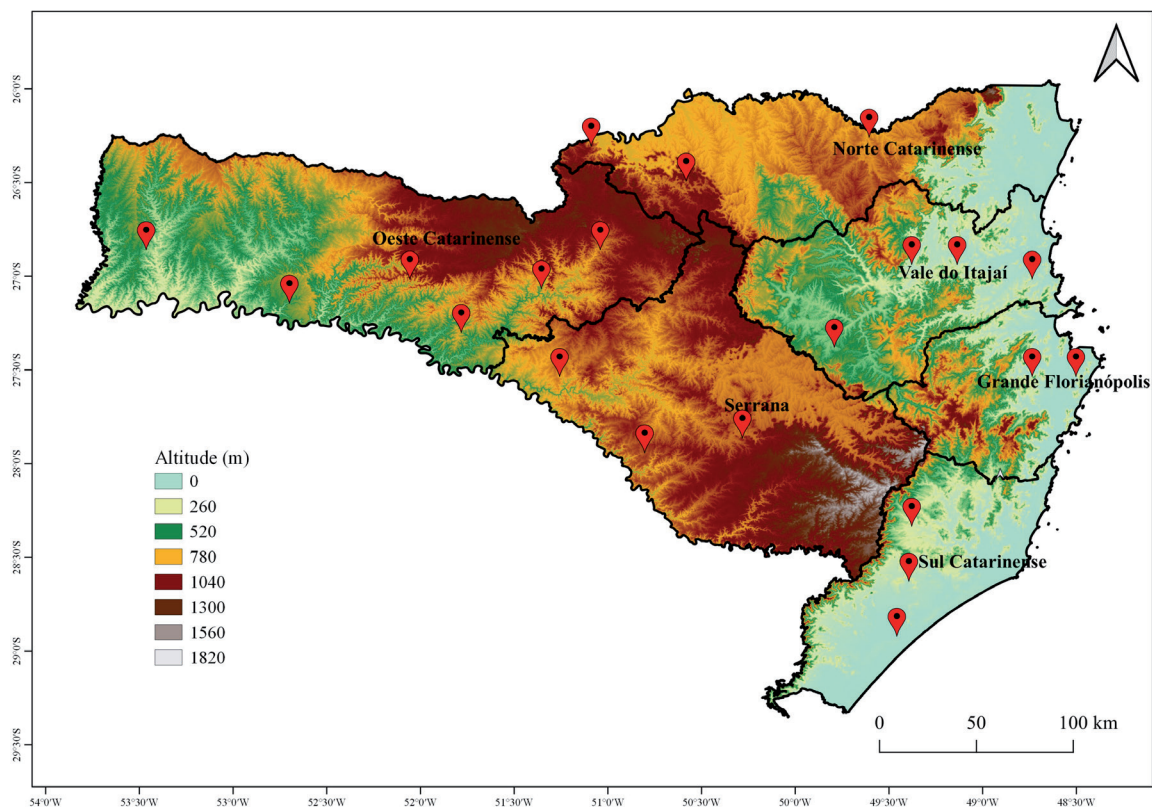 26°0'S
26°30'S
27°0'S
27°30'S
28°0'S
28°30'S
29°0'S
29°30'S
Norte Catarinense
Oeste Catarinense
Vale do Itajaí
Grande Florianópolis
Serrana
Sul Catarinense
Altitude (m)
0
260
520
780
1040
1300
1560
1820
0 50 100 km
54°0'W 53°30'W 53°0'W 52°30'W 52°0'W 51°30'W 51°0'W 50°30'W 50°0'W 49°30'W 49°0'W 48°30'W